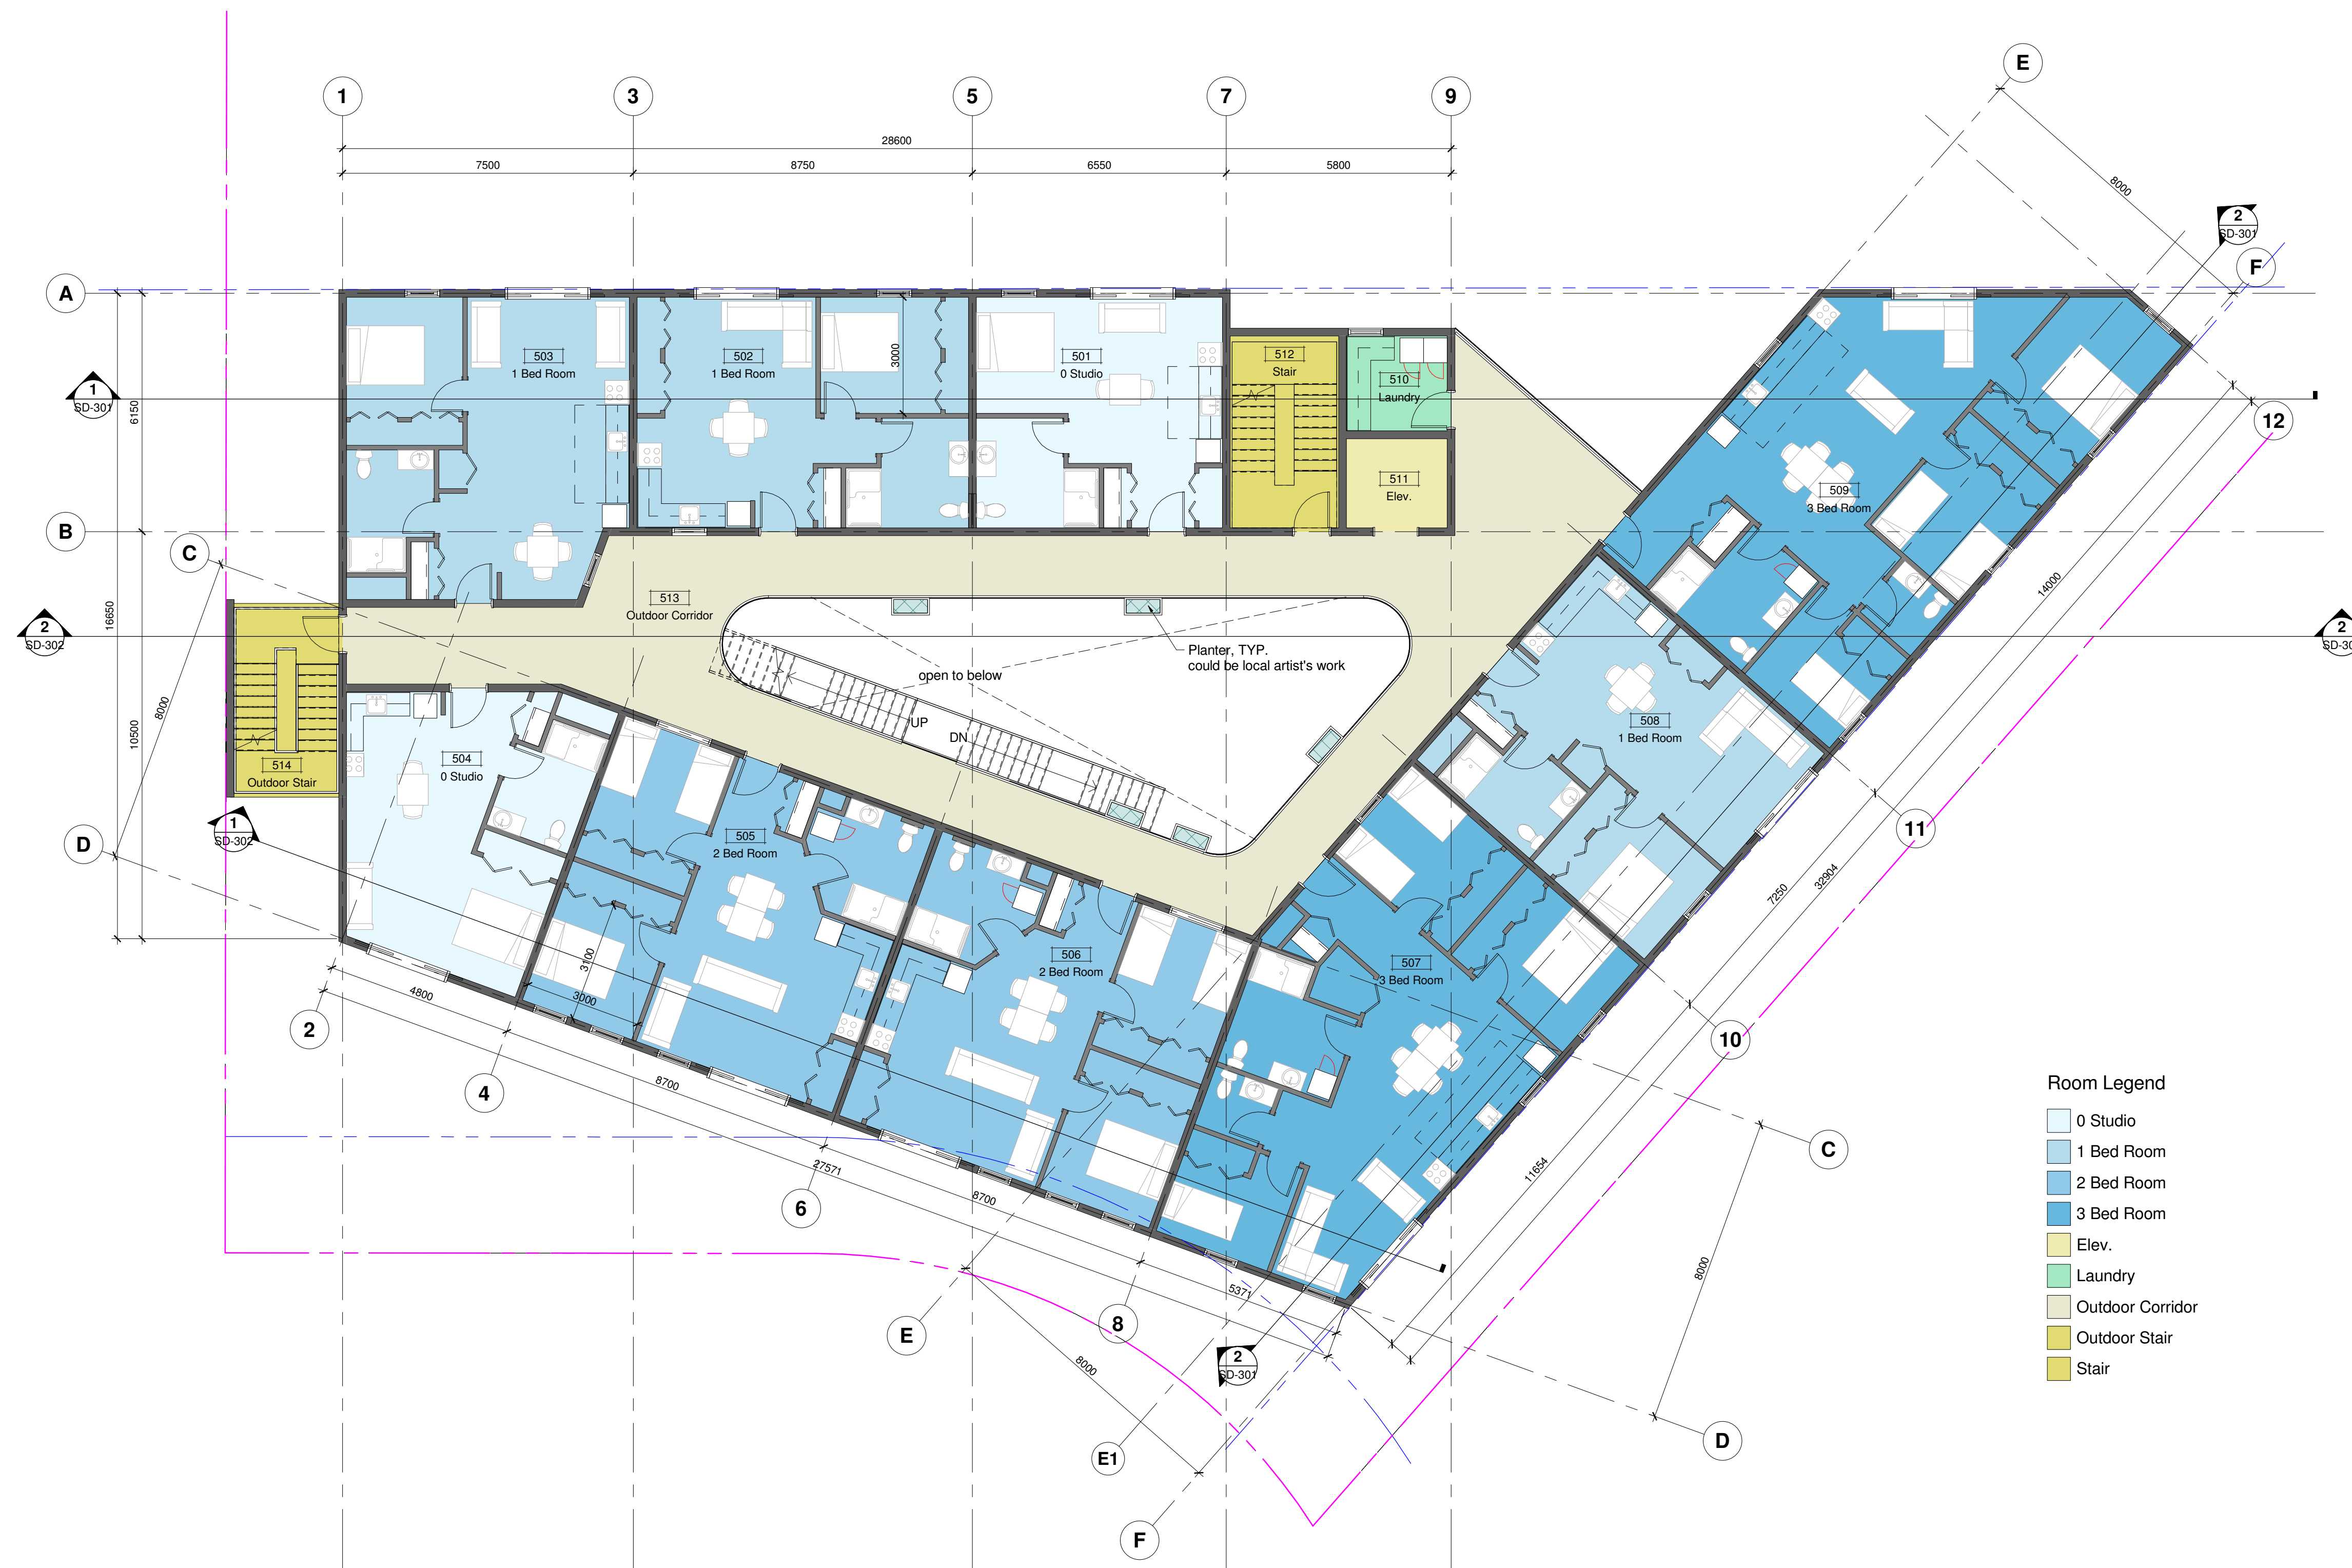 E
1
3
5
7
9
28600
7500
8750
6550
5800
8000
2
SD-301
F
A
503
1 Bed Room
502
1 Bed Room
3000
501
0 Studio
512
Stair
510
Laundry
1
SD-301
6150
12
511
Elev.
509
3 Bed Room
B
C
16650
10500
8000
513
Outdoor Corridor
2
SD-302
2
Planter, TYP.
could be local artist's work
open to below
UP
DN
14000
508
1 Bed Room
504
0 Studio
514
Outdoor Stair
1
SD-302
D
505
2 Bed Room
11
7250
32904
506
2 Bed Room
507
3 Bed Room
3100
3000
4800
2
4
10
8700
27571
6
8700
5371
8
11654
E
8000
2
SD-301
E1
F
C
8000
D
Room Legend
0 Studio
1 Bed Room
2 Bed Room
3 Bed Room
Elev.
Laundry
Outdoor Corridor
Outdoor Stair
Stair